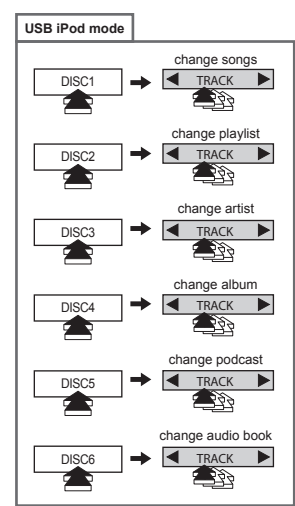 USB iPod mode
change songs
DISC1 TRACK
change playlist
DISC2 TRACK
change artist
DISC3 TRACK
change album
DISC4 TRACK
change podcast
DISC5 TRACK
change audio book
DISC6 TRACK